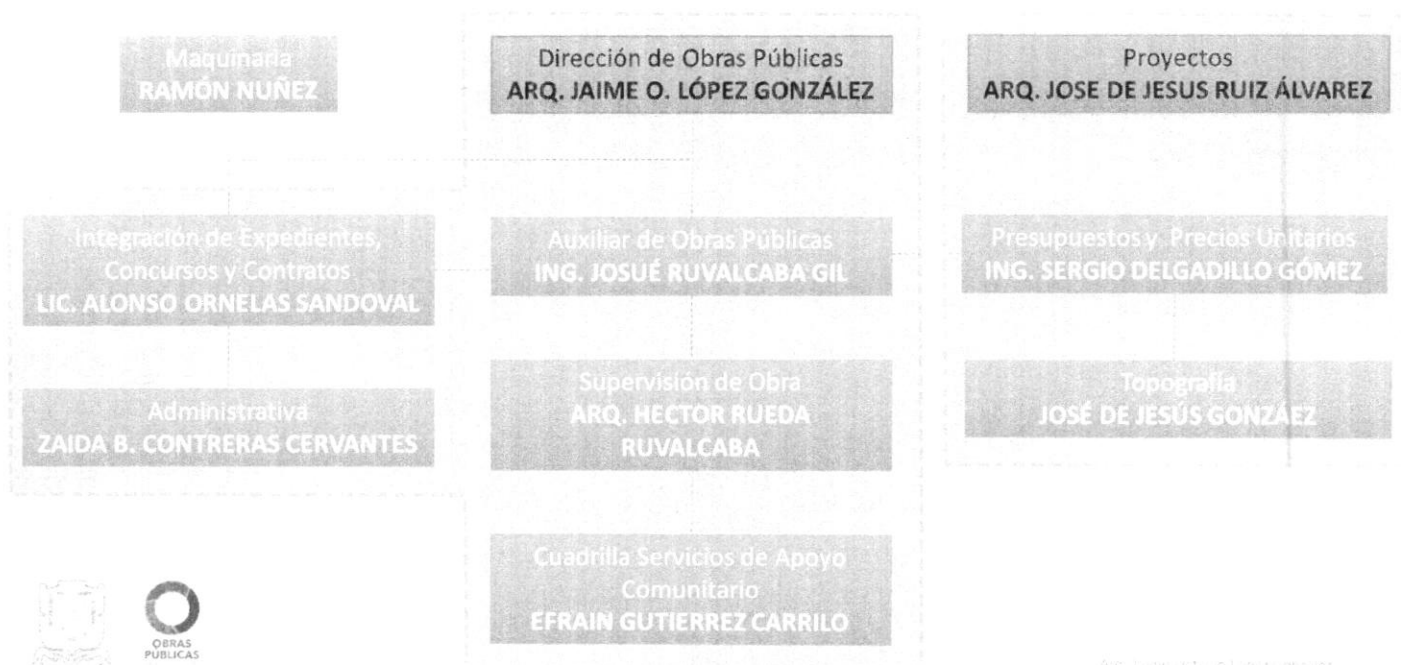 Maquinaria
RAMÓN NUÑEZ
Dirección de Obras Públicas
ARQ. JAIME O. LÓPEZ GONZÁLEZ
Proyectos
ARQ. JOSE DE JESUS RUIZ ÁLVAREZ
Integración de Expedientes,
Concursos y Contratos
LIC. ALONSO ORNELAS SANDOVAL
Auxiliar de Obras Públicas
ING. JOSUÉ RUVALCABA GIL
Presupuestos y Precios Unitarios
ING. SERGIO DELGADILLO GÓMEZ
Administrativa
ZAIDA B. CONTRERAS CERVANTES
Supervisión de Obra
ARQ. HECTOR RUEDA
RUVALCABA
Topografía
JOSÉ DE JESÚS GONZÁEZ
Cuadrilla Servicios de Apoyo
Comunitario
EFRAIN GUTIERREZ CARRILO
OBRAS
PÚBLICAS